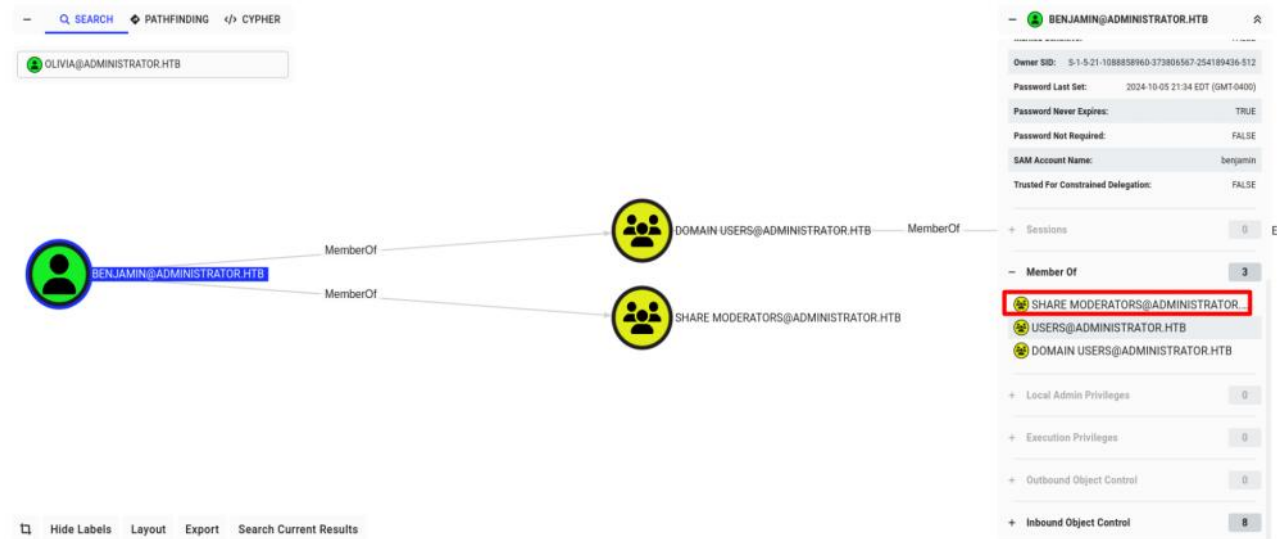 SEARCH PATHFINDING </> CYPHER
OLIVIA@ADMINISTRATOR.HTB
BENJAMIN@ADMINISTRATOR.HTB
MemberOf
MemberOf
DOMAIN USERS@ADMINISTRATOR.HTB
MemberOf
SHARE MODERATORS@ADMINISTRATOR.HTB
Hide Labels Layout Export Search Current Results
BENJAMIN@ADMINISTRATOR.HTB
Owner SID: S-1-5-21-1088858960-373806567-254189436-512
Password Last Set: 2024-10-05 21:34 EDT (GMT-0400)
Password Never Expires: TRUE
Password Not Required: FALSE
SAM Account Name: benjamin
Trusted For Constrained Delegation: FALSE
+ Sessions 0
E
− Member Of 3
SHARE MODERATORS@ADMINISTRATOR...
USERS@ADMINISTRATOR.HTB
DOMAIN USERS@ADMINISTRATOR.HTB
+ Local Admin Privileges 0
+ Execution Privileges 0
+ Outbound Object Control 0
+ Inbound Object Control 8